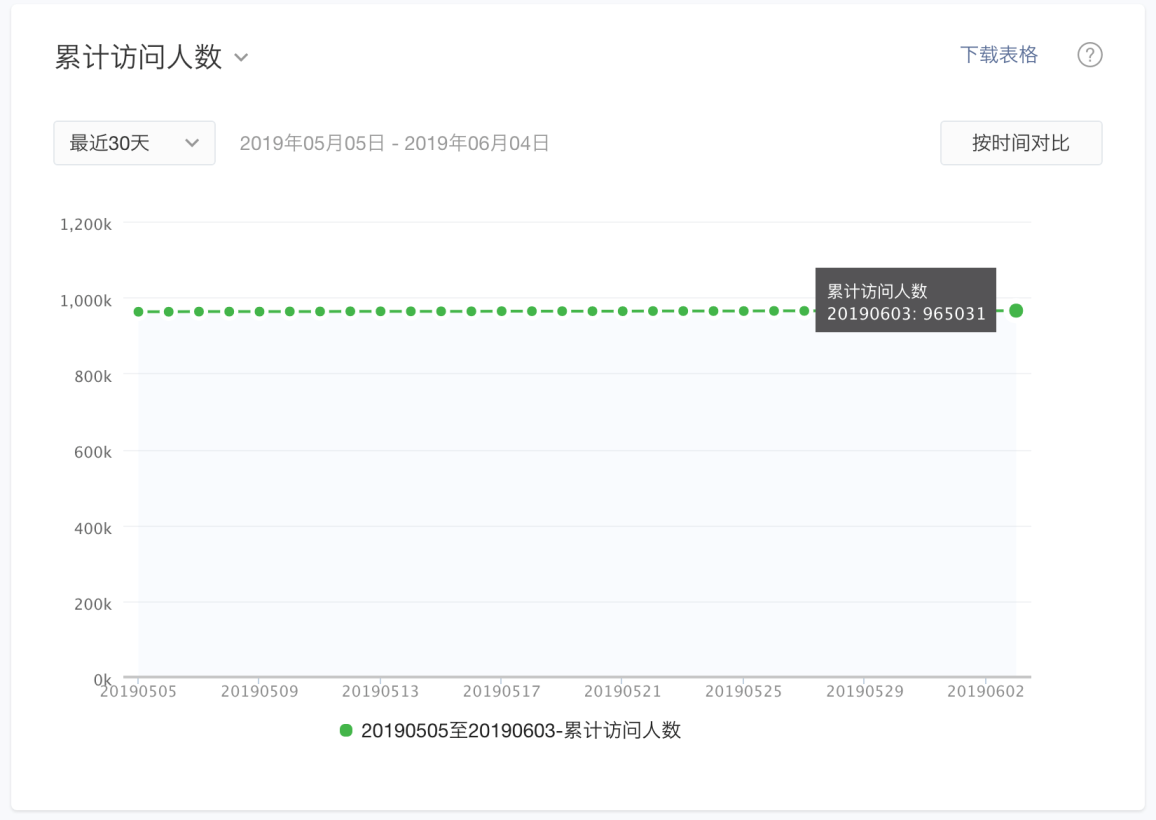 累计访问人数
下载表格
?
最近30天
2019年05月05日 - 2019年06月04日
按时间对比
1,200k
1,000k
800k
600k
400k
200k
0k
累计访问人数
20190603: 965031
20190505 20190509 20190513 20190517 20190521 20190525 20190529 20190602
20190505至20190603-累计访问人数